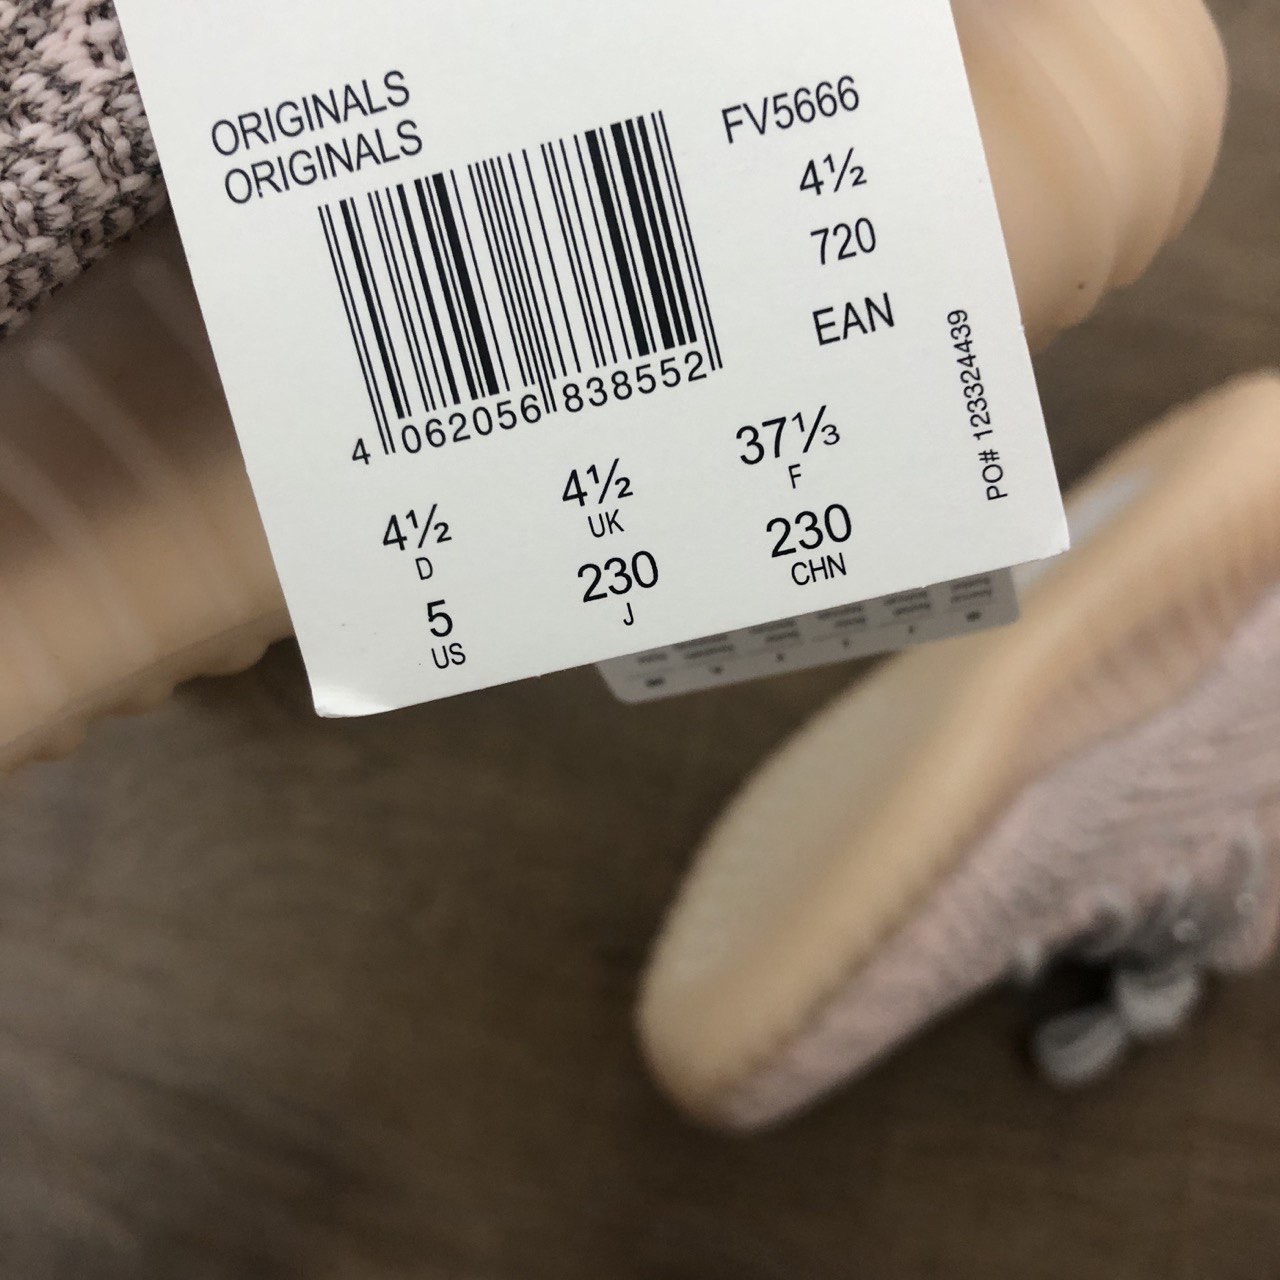 ORIGINALS
ORIGINALS
FV5666
4½
720
EAN
4 062056 838552
PO# 123324439
4½ 4½ 37⅓
D UK F
5 230 230
US J CHN